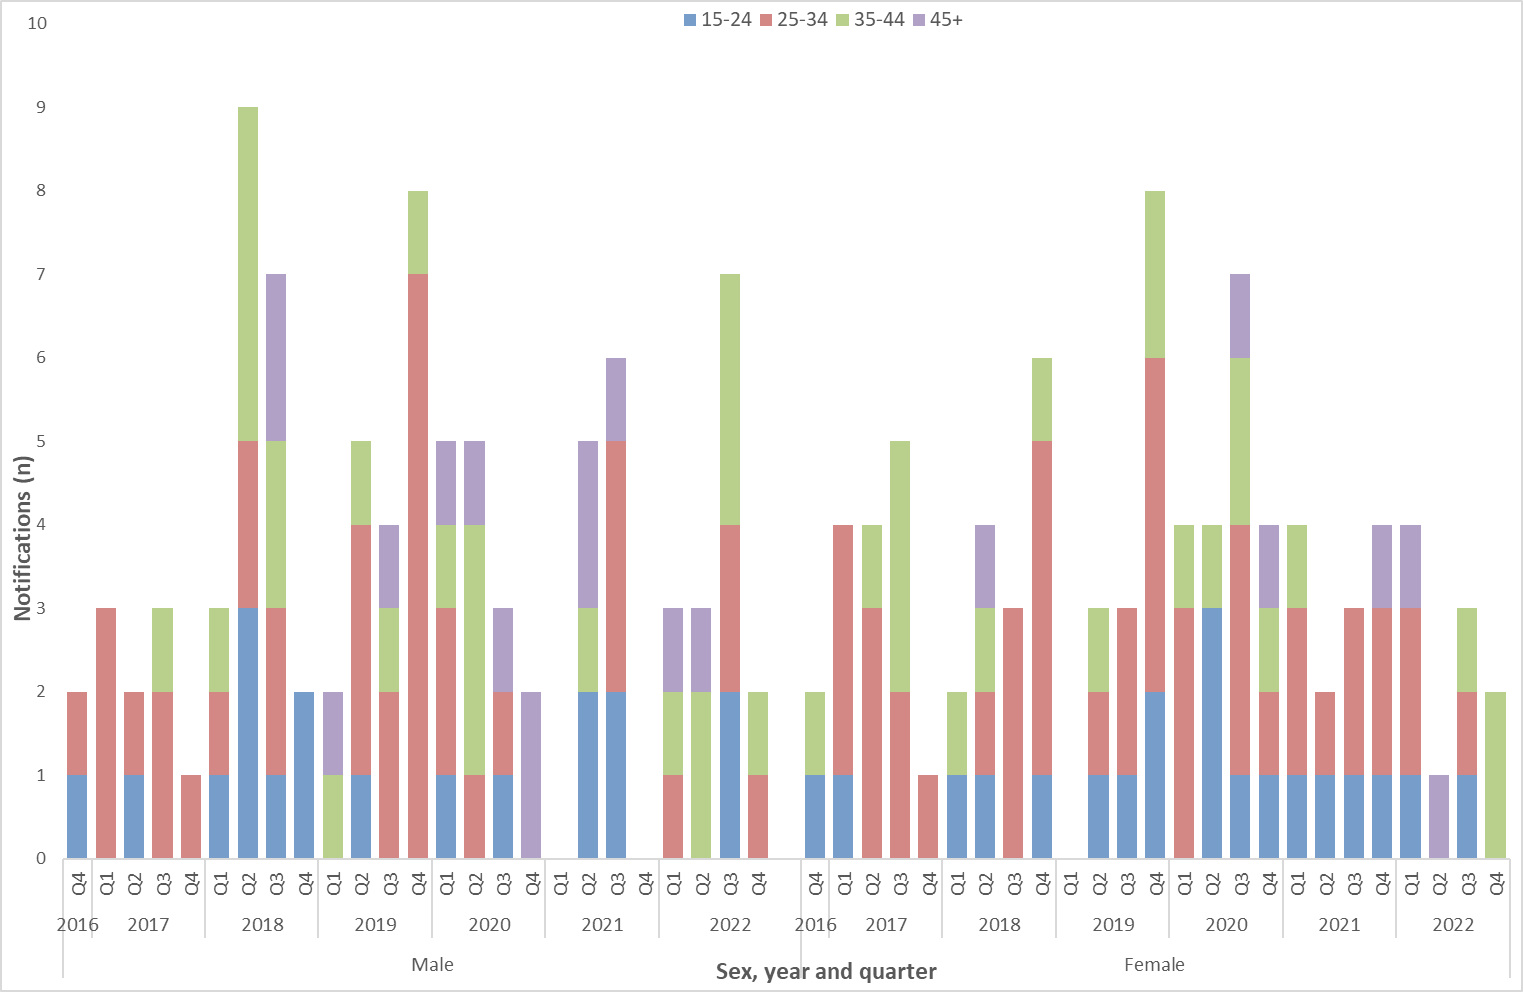 15-24 25-34 35-44 45+
10
9
8
7
6
5
4
3
2
1
0
Notifications (n)
Q4 Q1 Q2 Q3 Q4 Q1 Q2 Q3 Q4 Q1 Q2 Q3 Q4 Q1 Q2 Q3 Q4 Q1 Q2 Q3 Q4 Q1 Q2 Q3 Q4 Q4 Q1 Q2 Q3 Q4 Q1 Q2 Q3 Q4 Q1 Q2 Q3 Q4 Q1 Q2 Q3 Q4 Q1 Q2 Q3 Q4 Q1 Q2 Q3 Q4
2016 2017 2018 2019 2020 2021 2022 2016 2017 2018 2019 2020 2021 2022
Male Female
Sex, year and quarter